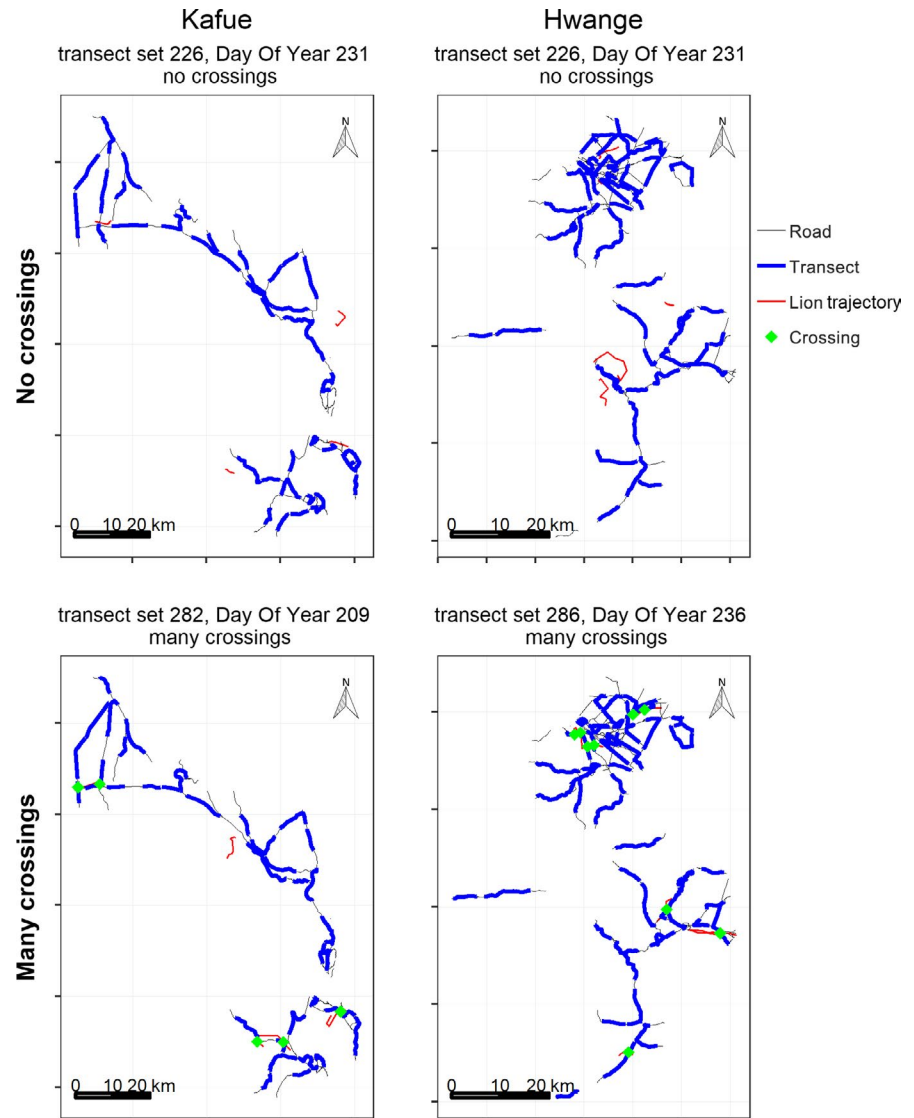 Kafue
Hwange
transect set 226, Day Of Year 231
no crossings
transect set 226, Day Of Year 231
no crossings
No crossings
N
N
Road
Transect
Lion trajectory
Crossing
0 10 20 km
0 10 20 km
transect set 282, Day Of Year 209
many crossings
transect set 286, Day Of Year 236
many crossings
Many crossings
N
N
0 10 20 km
0 10 20 km